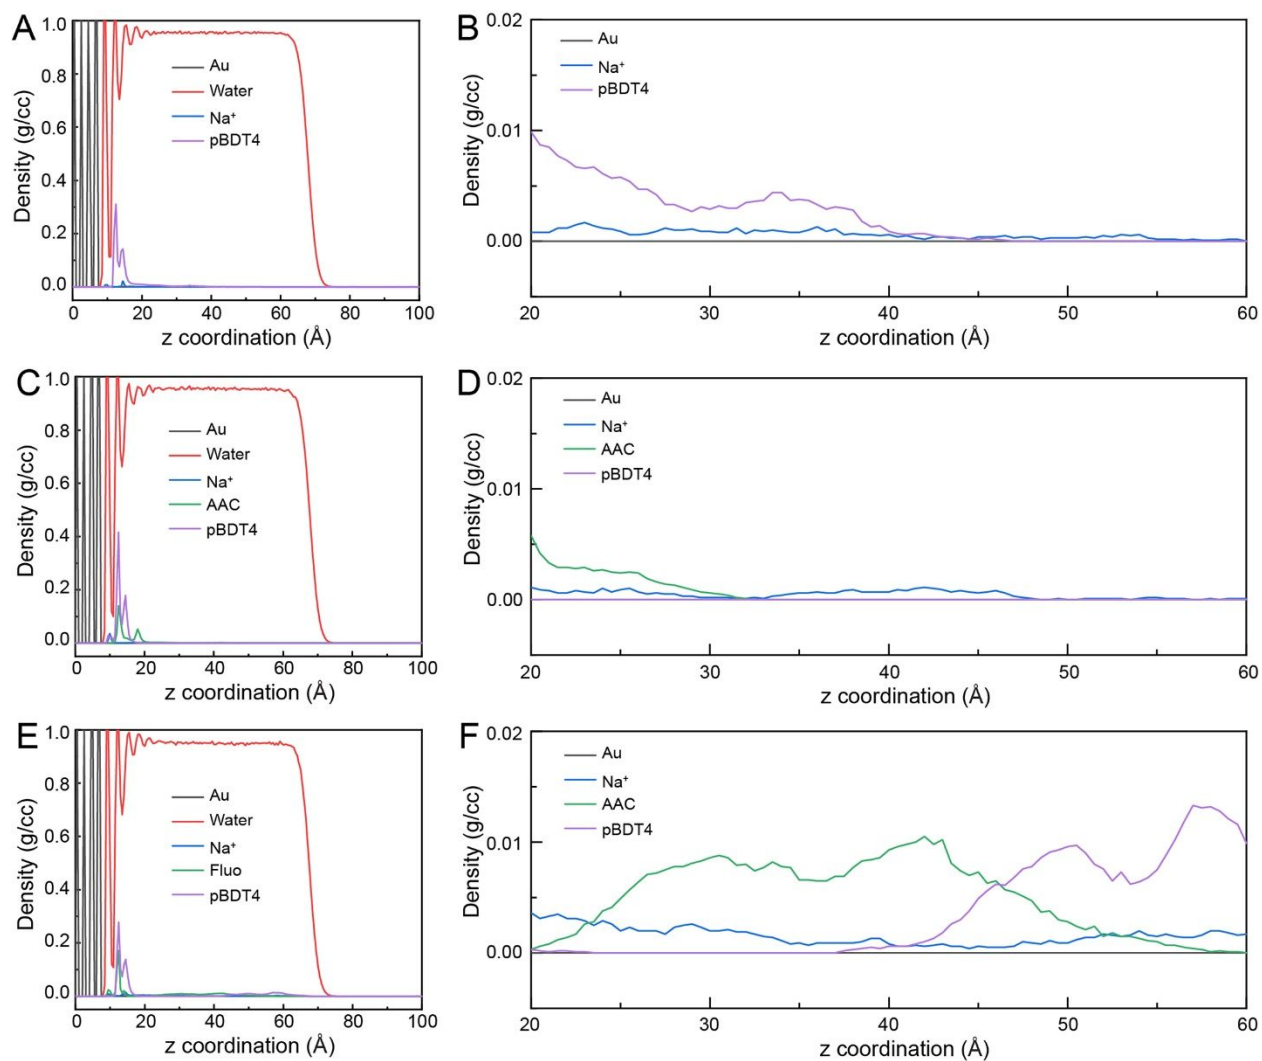 A
Density (g/cc)
1.0
0.8
0.6
0.4
0.2
0.0
Au
Water
Na⁺
pBDT4
0 20 40 60 80 100
z coordination (Å)
B
Density (g/cc)
0.02
0.01
0.00
Au
Na⁺
pBDT4
20 30 40 50 60
z coordination (Å)
C
Density (g/cc)
1.0
0.8
0.6
0.4
0.2
0.0
Au
Water
Na⁺
AAC
pBDT4
0 20 40 60 80 100
z coordination (Å)
D
Density (g/cc)
0.02
0.01
0.00
Au
Na⁺
AAC
pBDT4
20 30 40 50 60
z coordination (Å)
E
Density (g/cc)
1.0
0.8
0.6
0.4
0.2
0.0
Au
Water
Na⁺
Fluo
pBDT4
0 20 40 60 80 100
z coordination (Å)
F
Density (g/cc)
0.02
0.01
0.00
Au
Na⁺
AAC
pBDT4
20 30 40 50 60
z coordination (Å)